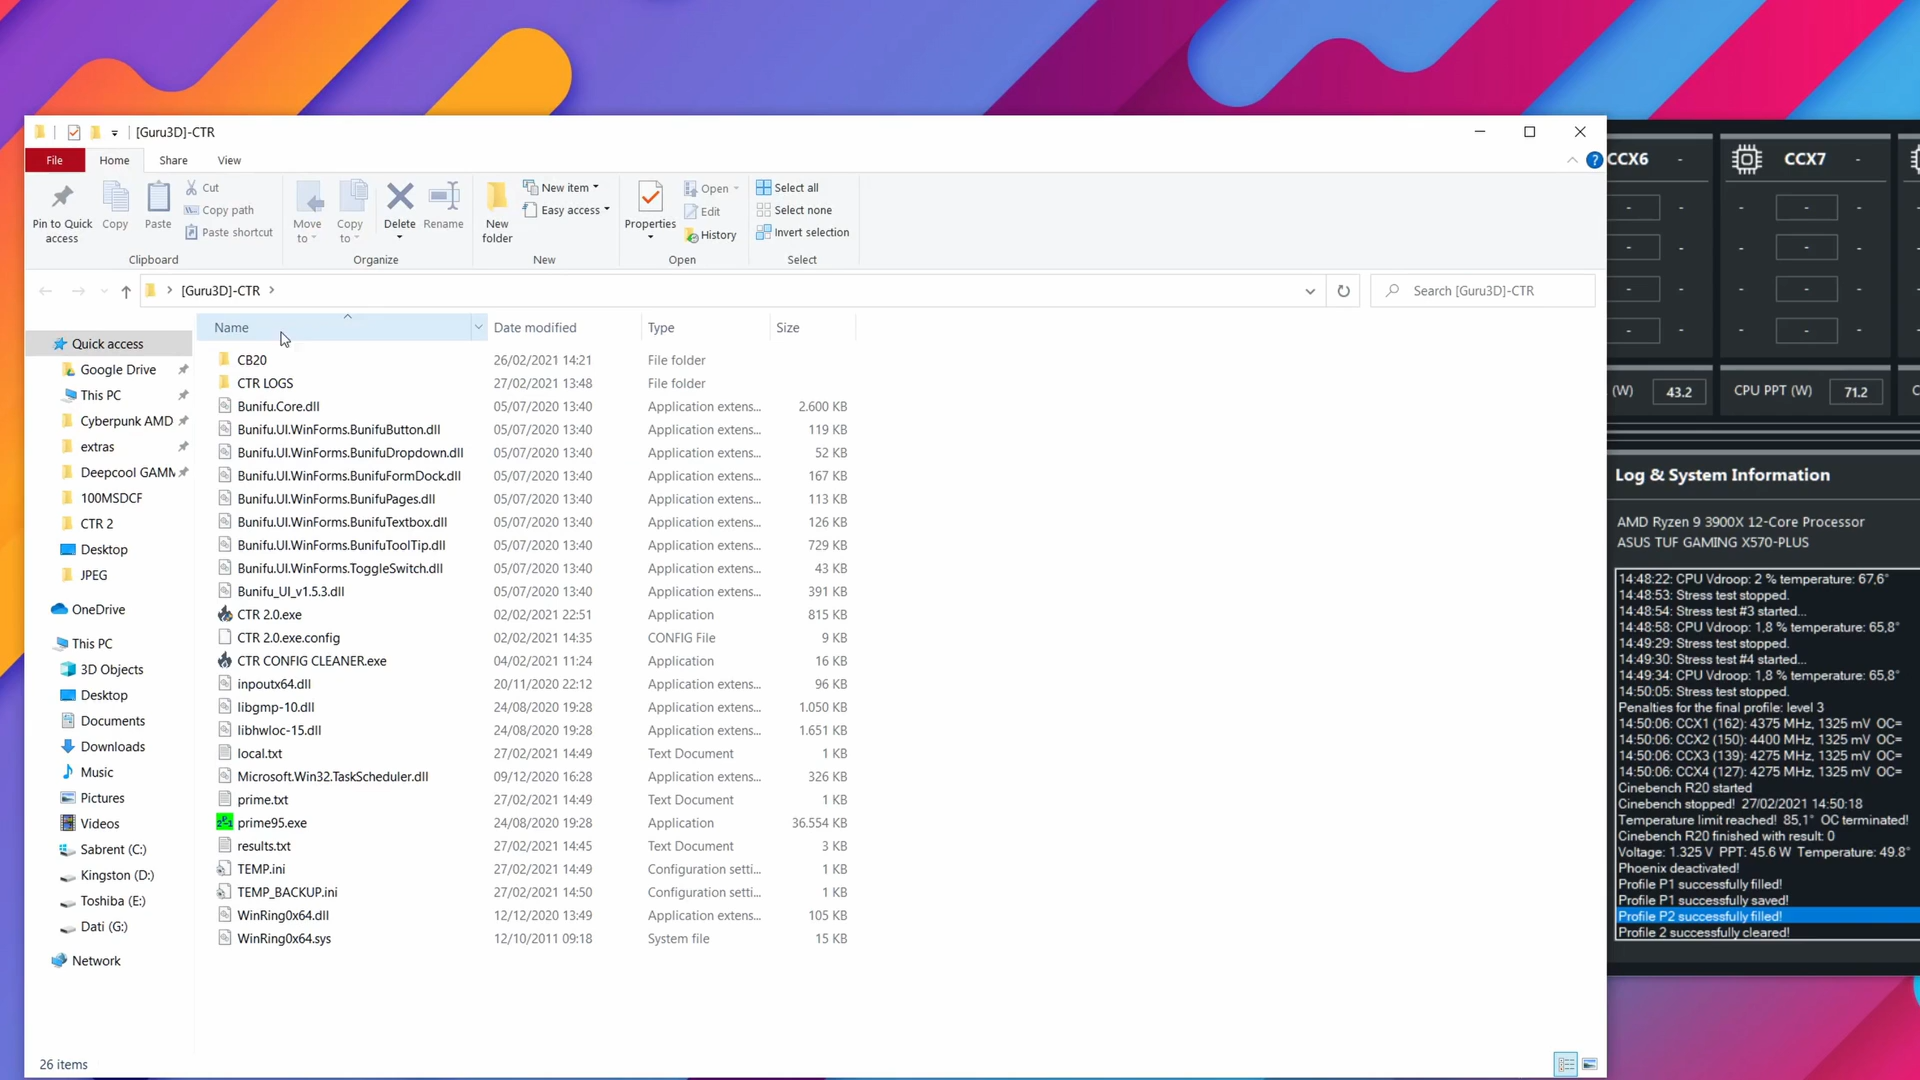 [Guru3D]-CTR
File Home Share View
Pin to Quick access
Copy
Paste
Cut
Copy path
Paste shortcut
Clipboard
Move to
Copy to
Delete
Rename
Organize
New folder
New item
Easy access
New
Properties
Open
Edit
History
Open
Select all
Select none
Invert selection
Select
[Guru3D]-CTR
Search [Guru3D]-CTR
Quick access
Google Drive
This PC
Cyberpunk AMD
extras
Deepcool GAMM
100MSDCF
CTR 2
Desktop
JPEG
OneDrive
This PC
3D Objects
Desktop
Documents
Downloads
Music
Pictures
Videos
Sabrent (C:)
Kingston (D:)
Toshiba (E:)
Dati (G:)
Network
Name Date modified Type Size
CB20 26/02/2021 14:21 File folder
CTR LOGS 27/02/2021 13:48 File folder
Bunifu.Core.dll 05/07/2020 13:40 Application extens... 2.600 KB
Bunifu.UI.WinForms.BunifuButton.dll 05/07/2020 13:40 Application extens... 119 KB
Bunifu.UI.WinForms.BunifuDropdown.dll 05/07/2020 13:40 Application extens... 52 KB
Bunifu.UI.WinForms.BunifuFormDock.dll 05/07/2020 13:40 Application extens... 167 KB
Bunifu.UI.WinForms.BunifuPages.dll 05/07/2020 13:40 Application extens... 113 KB
Bunifu.UI.WinForms.BunifuTextbox.dll 05/07/2020 13:40 Application extens... 126 KB
Bunifu.UI.WinForms.BunifuToolTip.dll 05/07/2020 13:40 Application extens... 729 KB
Bunifu.UI.WinForms.ToggleSwitch.dll 05/07/2020 13:40 Application extens... 43 KB
Bunifu_UI_v1.5.3.dll 05/07/2020 13:40 Application extens... 391 KB
CTR 2.0.exe 02/02/2021 22:51 Application 815 KB
CTR 2.0.exe.config 02/02/2021 14:35 CONFIG File 9 KB
CTR CONFIG CLEANER.exe 04/02/2021 11:24 Application 16 KB
inpoutx64.dll 20/11/2020 22:12 Application extens... 96 KB
libgmp-10.dll 24/08/2020 19:28 Application extens... 1.050 KB
libhwloc-15.dll 24/08/2020 19:28 Application extens... 1.651 KB
local.txt 27/02/2021 14:49 Text Document 1 KB
Microsoft.Win32.TaskScheduler.dll 09/12/2020 16:28 Application extens... 326 KB
prime.txt 27/02/2021 14:49 Text Document 1 KB
prime95.exe 24/08/2020 19:28 Application 36.554 KB
results.txt 27/02/2021 14:45 Text Document 3 KB
TEMP.ini 27/02/2021 14:49 Configuration setti... 1 KB
TEMP_BACKUP.ini 27/02/2021 14:50 Configuration setti... 1 KB
WinRing0x64.dll 12/12/2020 13:49 Application extens... 105 KB
WinRing0x64.sys 12/10/2011 09:18 System file 15 KB
26 items
CCX6 - CCX7 -
- - - -
- - - -
- - - -
- - - -
(W) 43.2 CPU PPT (W) 71.2 C
Log & System Information
AMD Ryzen 9 3900X 12-Core Processor
ASUS TUF GAMING X570-PLUS
14:48:22: CPU Vdroop: 2 % temperature: 67,6°
14:48:53: Stress test stopped.
14:48:54: Stress test #3 started...
14:48:58: CPU Vdroop: 1,8 % temperature: 65,8°
14:49:29: Stress test stopped.
14:49:30: Stress test #4 started...
14:49:34: CPU Vdroop: 1,8 % temperature: 65,8°
14:50:05: Stress test stopped.
Penalties for the final profile: level 3
14:50:06: CCX1 (162): 4375 MHz, 1325 mV OC=
14:50:06: CCX2 (150): 4400 MHz, 1325 mV OC=
14:50:06: CCX3 (139): 4275 MHz, 1325 mV OC=
14:50:06: CCX4 (127): 4275 MHz, 1325 mV OC=
Cinebench R20 started
Cinebench stopped! 27/02/2021 14:50:18
Temperature limit reached! 85,1° OC terminated!
Cinebench R20 finished with result: 0
Voltage: 1.325 V PPT: 45.6 W Temperature: 49.8°
Phoenix deactivated!
Profile P1 successfully filled!
Profile P1 successfully saved!
Profile P2 successfully filled!
Profile 2 successfully cleared!